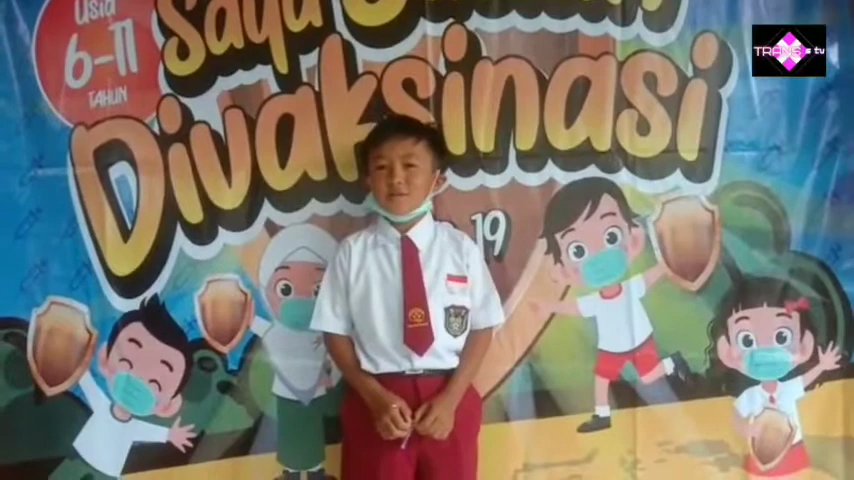 Usia
6-11
TAHUN
Saya
Divaksinasi
19
TRANS tv